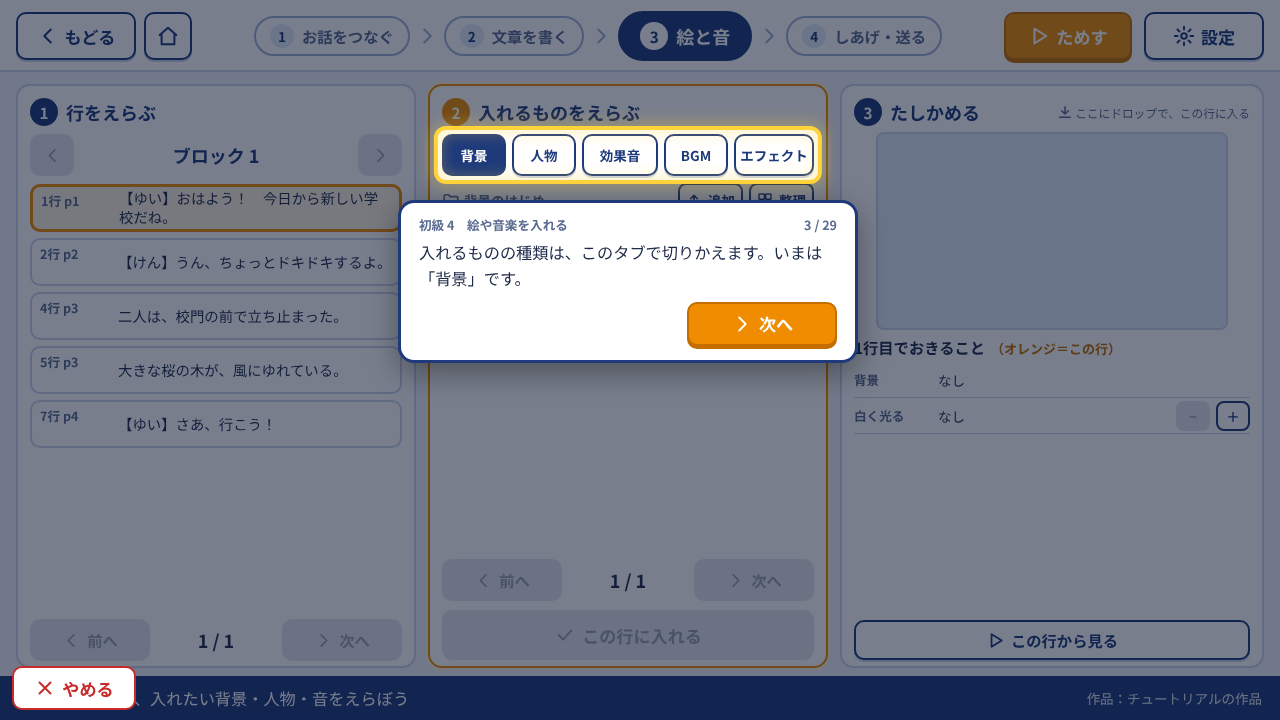 もどる
1 お話をつなぐ
2 文章を書く
3 絵と音
4 しあげ・送る
ためす
設定
1 行をえらぶ
ブロック 1
1行 p1
【ゆい】おはよう！　今日から新しい学
校だね。
2行 p2
【けん】うん、ちょっとドキドキするよ。
4行 p3
二人は、校門の前で立ち止まった。
5行 p3
大きな桜の木が、風にゆれている。
7行 p4
【ゆい】さあ、行こう！
前へ
1 / 1
次へ
2 入れるものをえらぶ
背景
人物
効果音
BGM
エフェクト
背景のはじめ
追加
整理
初級 4　絵や音楽を入れる
3 / 29
入れるものの種類は、このタブで切りかえます。いまは
「背景」です。
次へ
前へ
1 / 1
次へ
この行に入れる
3 たしかめる
ここにドロップで、この行に入る
1行目でおきること （オレンジ＝この行）
背景
なし
白く光る
なし
この行から見る
やめる
、入れたい背景・人物・音をえらぼう
作品：チュートリアルの作品